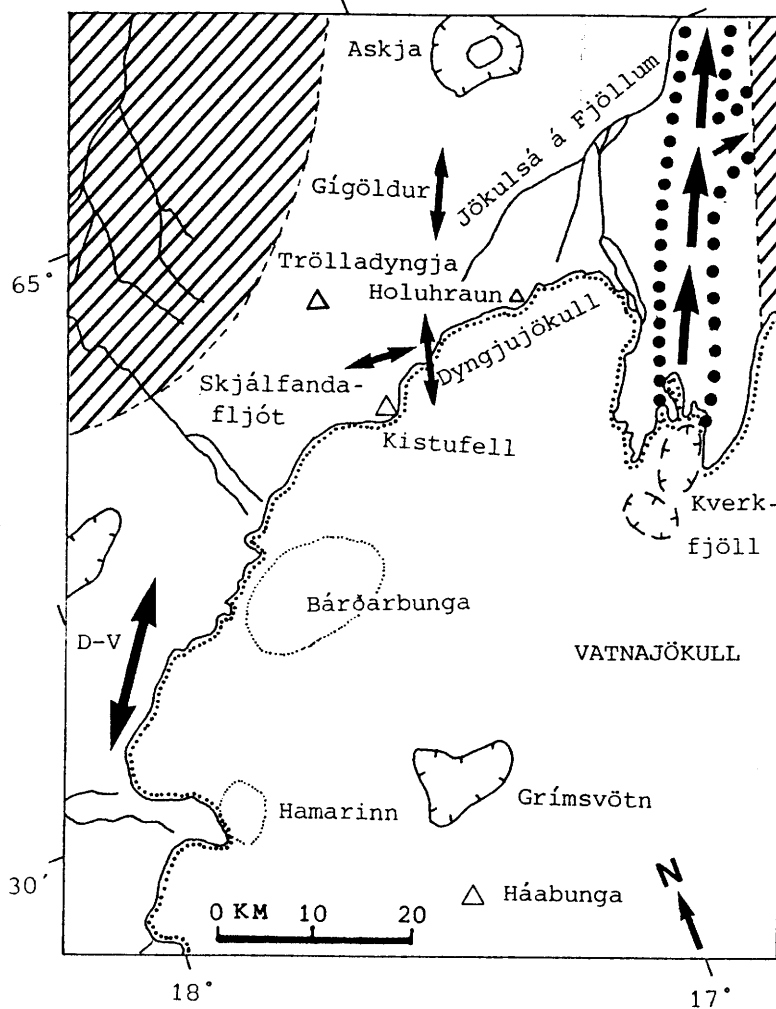 Askja
Jökulsá á Fjöllum
Gígöldur
65°
Trölladyngja
Holuhraun
Dyngjujökull
Skjálfanda-
fljót
Kistufell
Kverk-
fjöll
Bárðarbunga
D-V
VATNAJÖKULL
Hamarinn
Grímsvötn
30′
N
Háabunga
0 KM 10 20
18°
17°